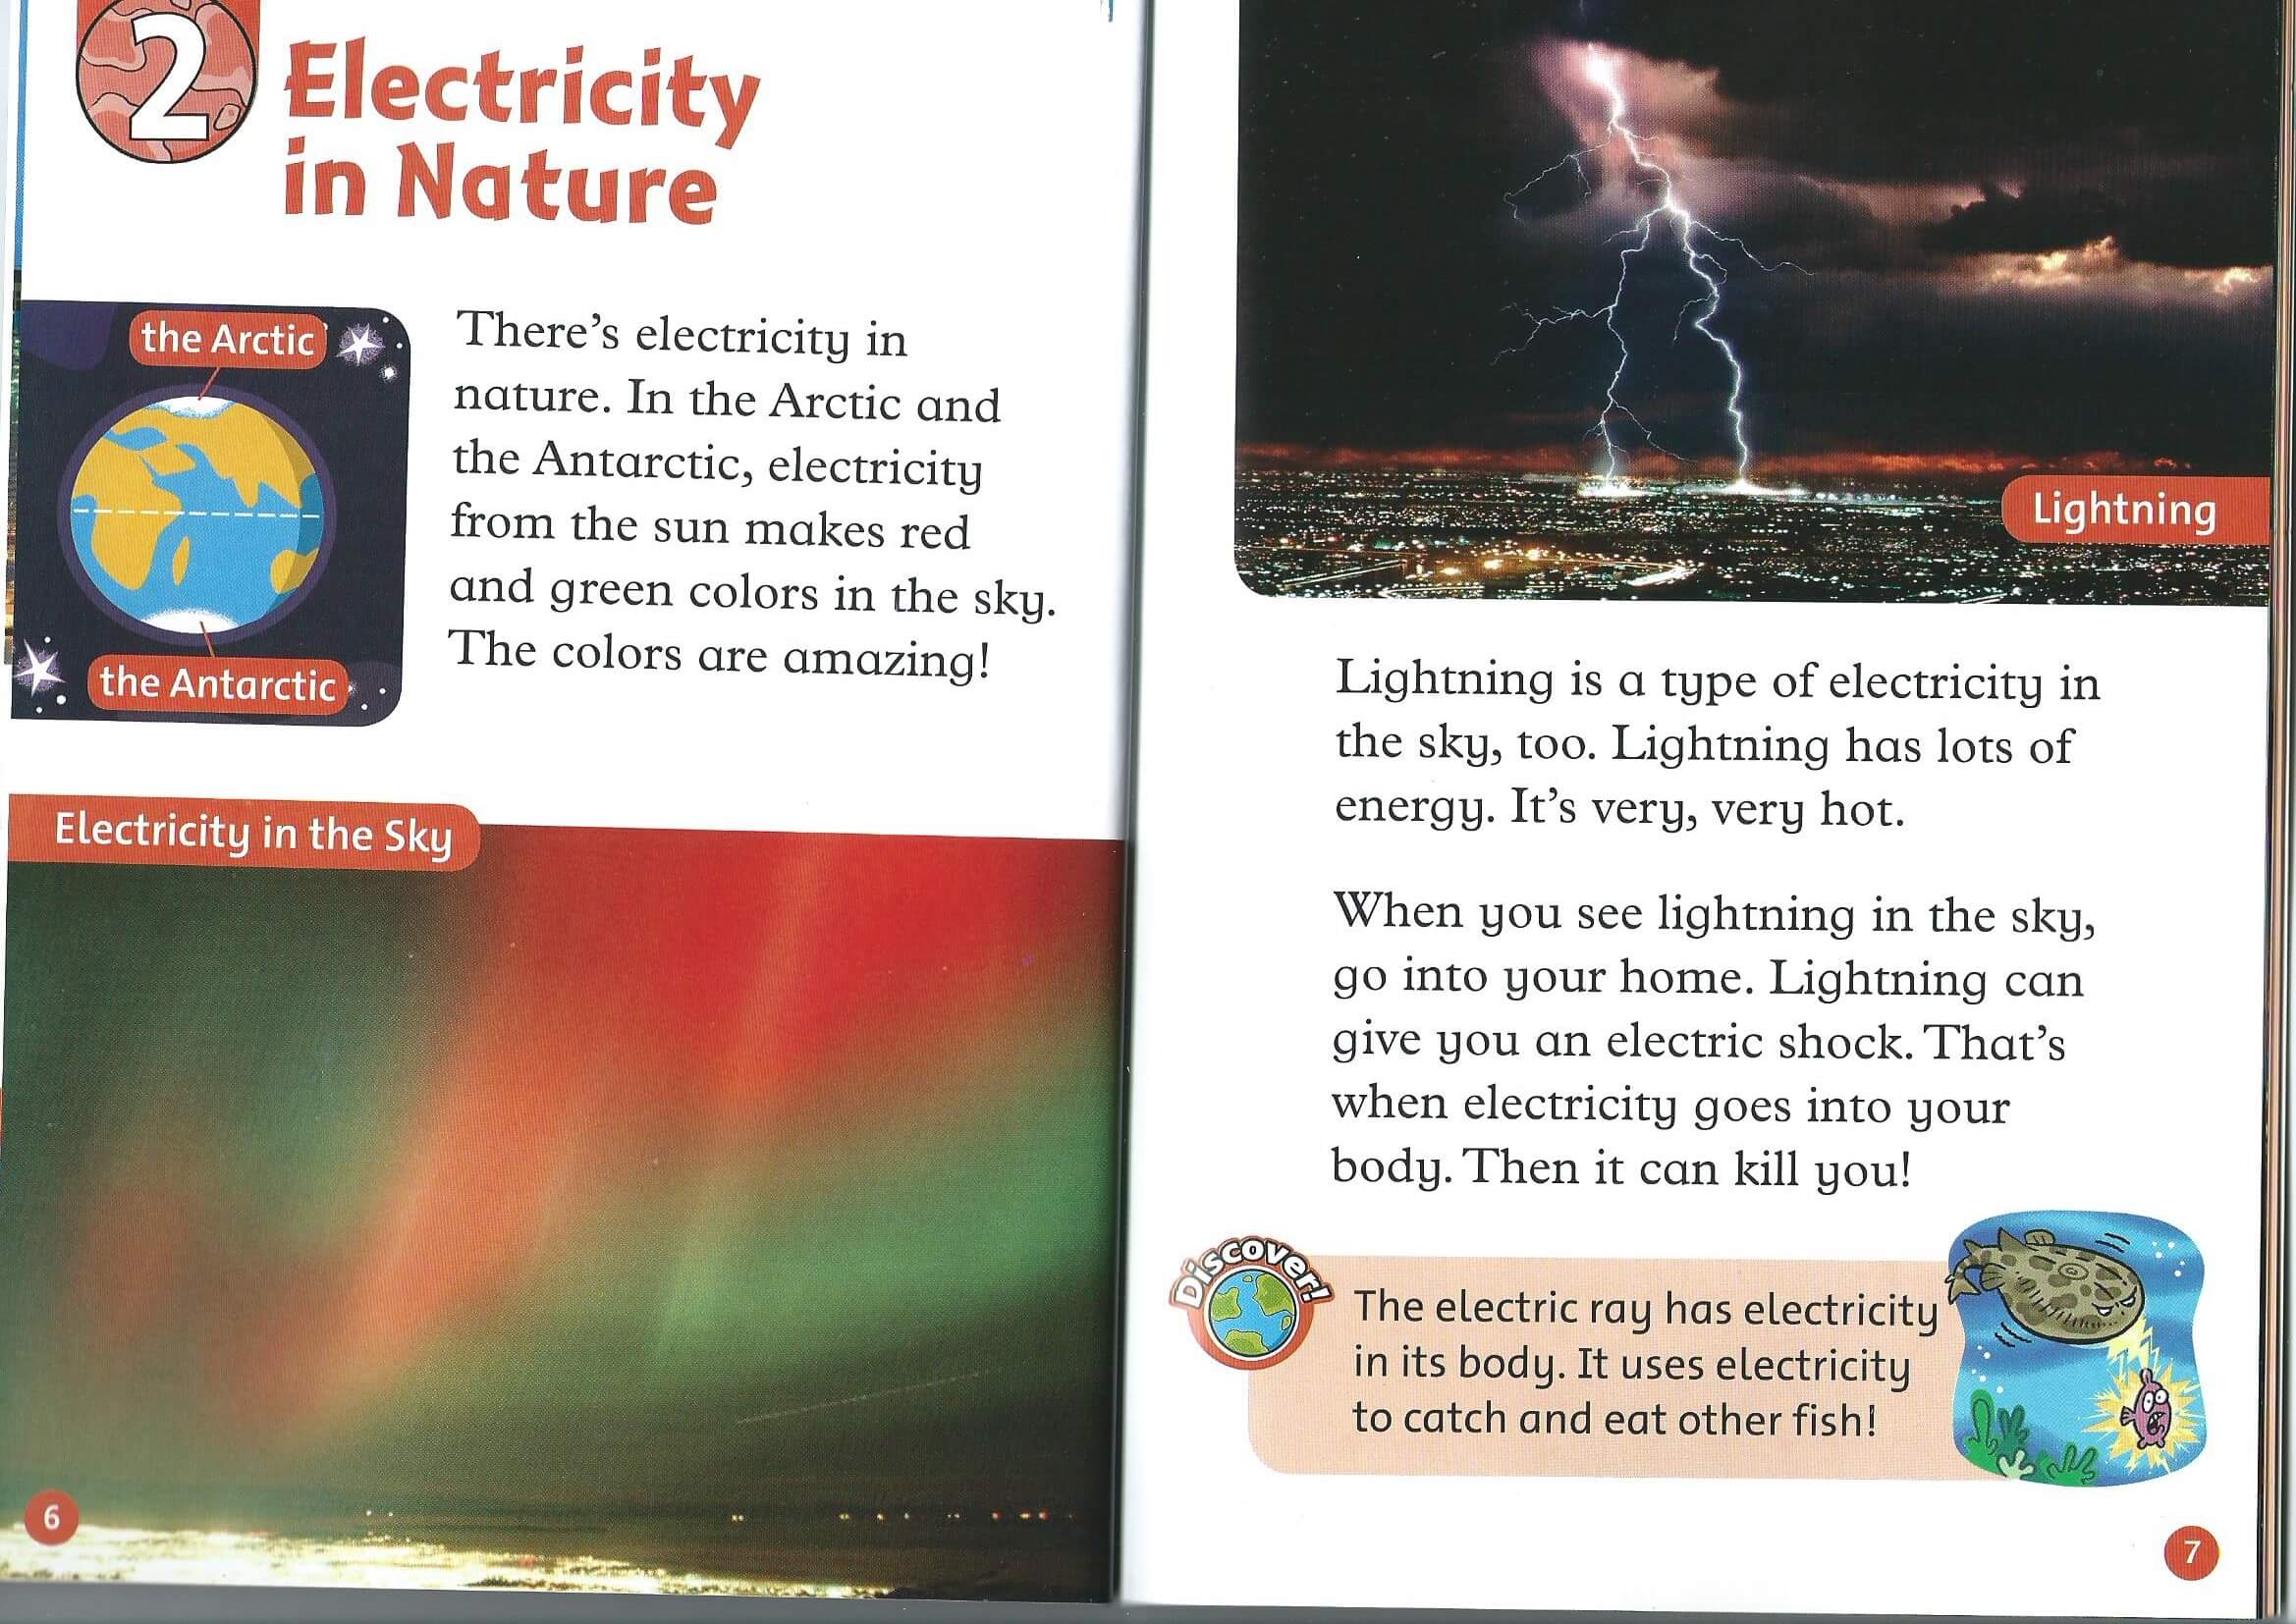 2
Electricity
in Nature
the Arctic
the Antarctic
There's electricity in
nature. In the Arctic and
the Antarctic, electricity
from the sun makes red
and green colors in the sky.
The colors are amazing!
Electricity in the Sky
6
Lightning
Lightning is a type of electricity in
the sky, too. Lightning has lots of
energy. It's very, very hot.
When you see lightning in the sky,
go into your home. Lightning can
give you an electric shock. That's
when electricity goes into your
body. Then it can kill you!
Discover!
The electric ray has electricity
in its body. It uses electricity
to catch and eat other fish!
7